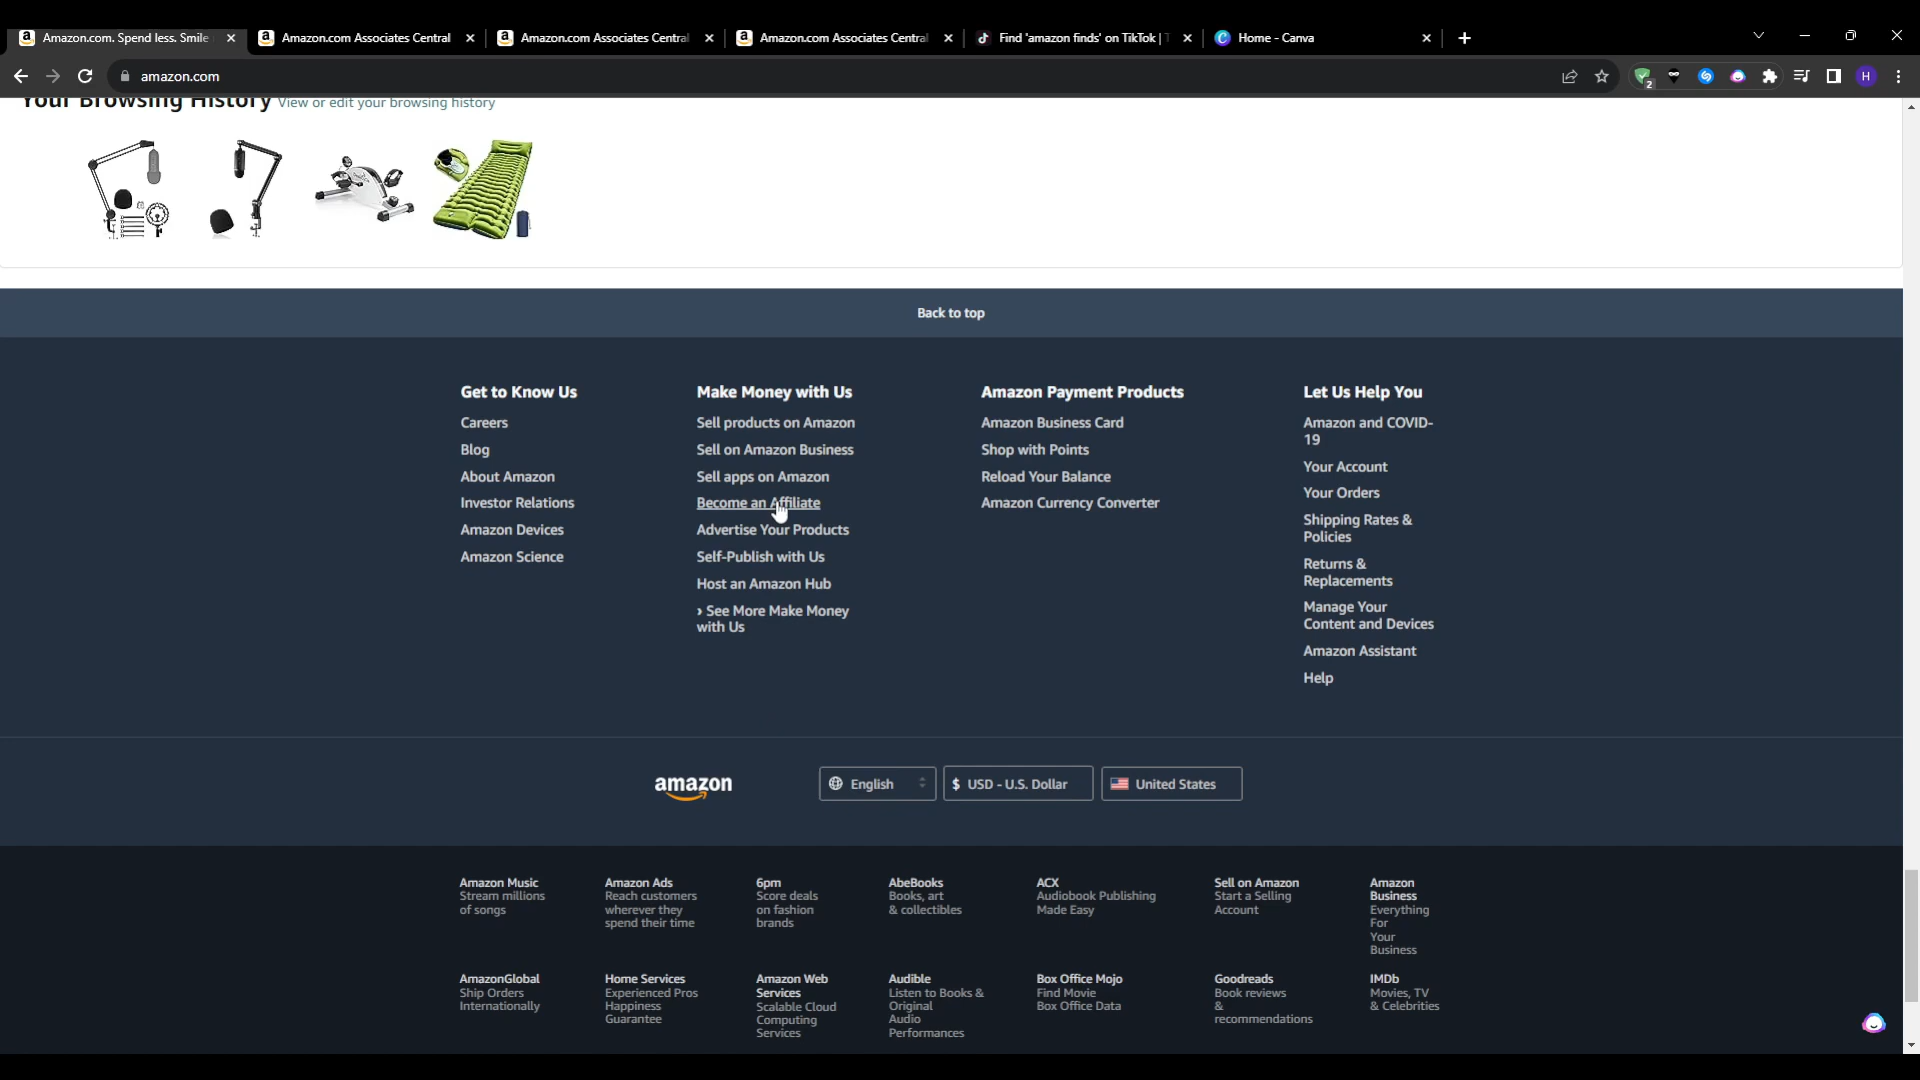 Amazon.com. Spend less. Smile
Amazon.com Associates Central
Amazon.com Associates Central
Amazon.com Associates Central
Find 'amazon finds' on TikTok |
Home - Canva
amazon.com
2
H
Your Browsing History View or edit your browsing history
Back to top
Get to Know Us
Careers
Blog
About Amazon
Investor Relations
Amazon Devices
Amazon Science
Make Money with Us
Sell products on Amazon
Sell on Amazon Business
Sell apps on Amazon
Become an Affiliate
Advertise Your Products
Self-Publish with Us
Host an Amazon Hub
› See More Make Money
with Us
Amazon Payment Products
Amazon Business Card
Shop with Points
Reload Your Balance
Amazon Currency Converter
Let Us Help You
Amazon and COVID-
19
Your Account
Your Orders
Shipping Rates &
Policies
Returns &
Replacements
Manage Your
Content and Devices
Amazon Assistant
Help
amazon
English
$ USD - U.S. Dollar
United States
Amazon Music
Stream millions
of songs
Amazon Ads
Reach customers
wherever they
spend their time
6pm
Score deals
on fashion
brands
AbeBooks
Books, art
& collectibles
ACX
Audiobook Publishing
Made Easy
Sell on Amazon
Start a Selling
Account
Amazon
Business
Everything
For
Your
Business
AmazonGlobal
Ship Orders
Internationally
Home Services
Experienced Pros
Happiness
Guarantee
Amazon Web
Services
Scalable Cloud
Computing
Services
Audible
Listen to Books &
Original
Audio
Performances
Box Office Mojo
Find Movie
Box Office Data
Goodreads
Book reviews
&
recommendations
IMDb
Movies, TV
& Celebrities